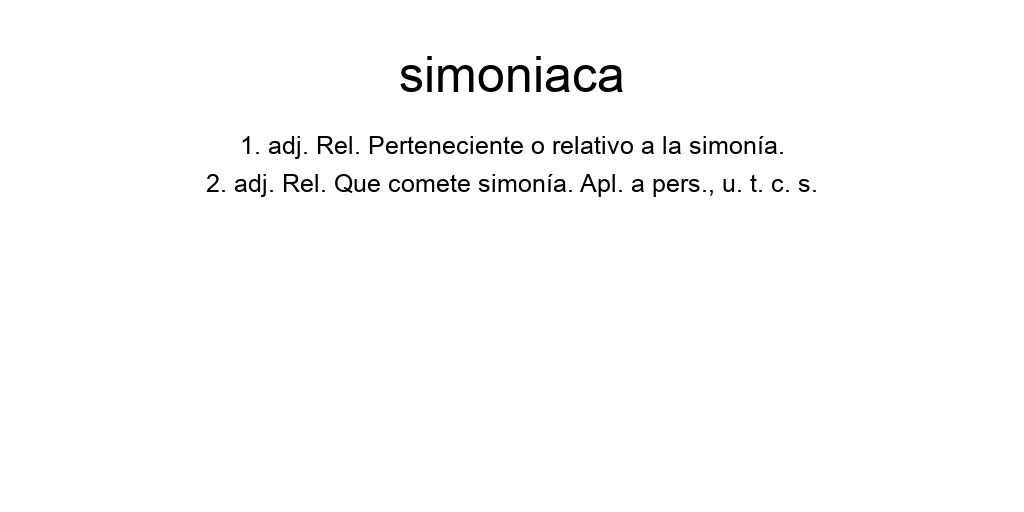 simoniaca
1. adj. Rel. Perteneciente o relativo a la simonía.
2. adj. Rel. Que comete simonía. Apl. a pers., u. t. c. s.